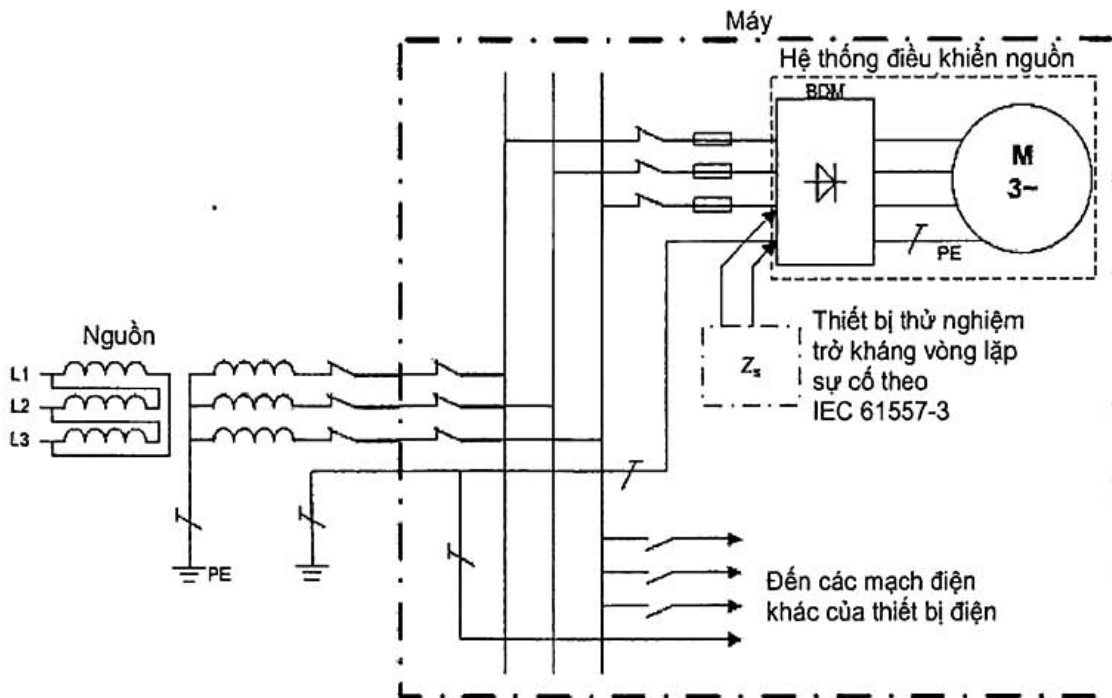 Máy
Hệ thống điều khiển nguồn
BDM
M
3~
PE
Nguồn
L1
L2
L3
Zs
Thiết bị thử nghiệm
trở kháng vòng lặp
sự cố theo
IEC 61557-3
PE
Đến các mạch điện
khác của thiết bị điện